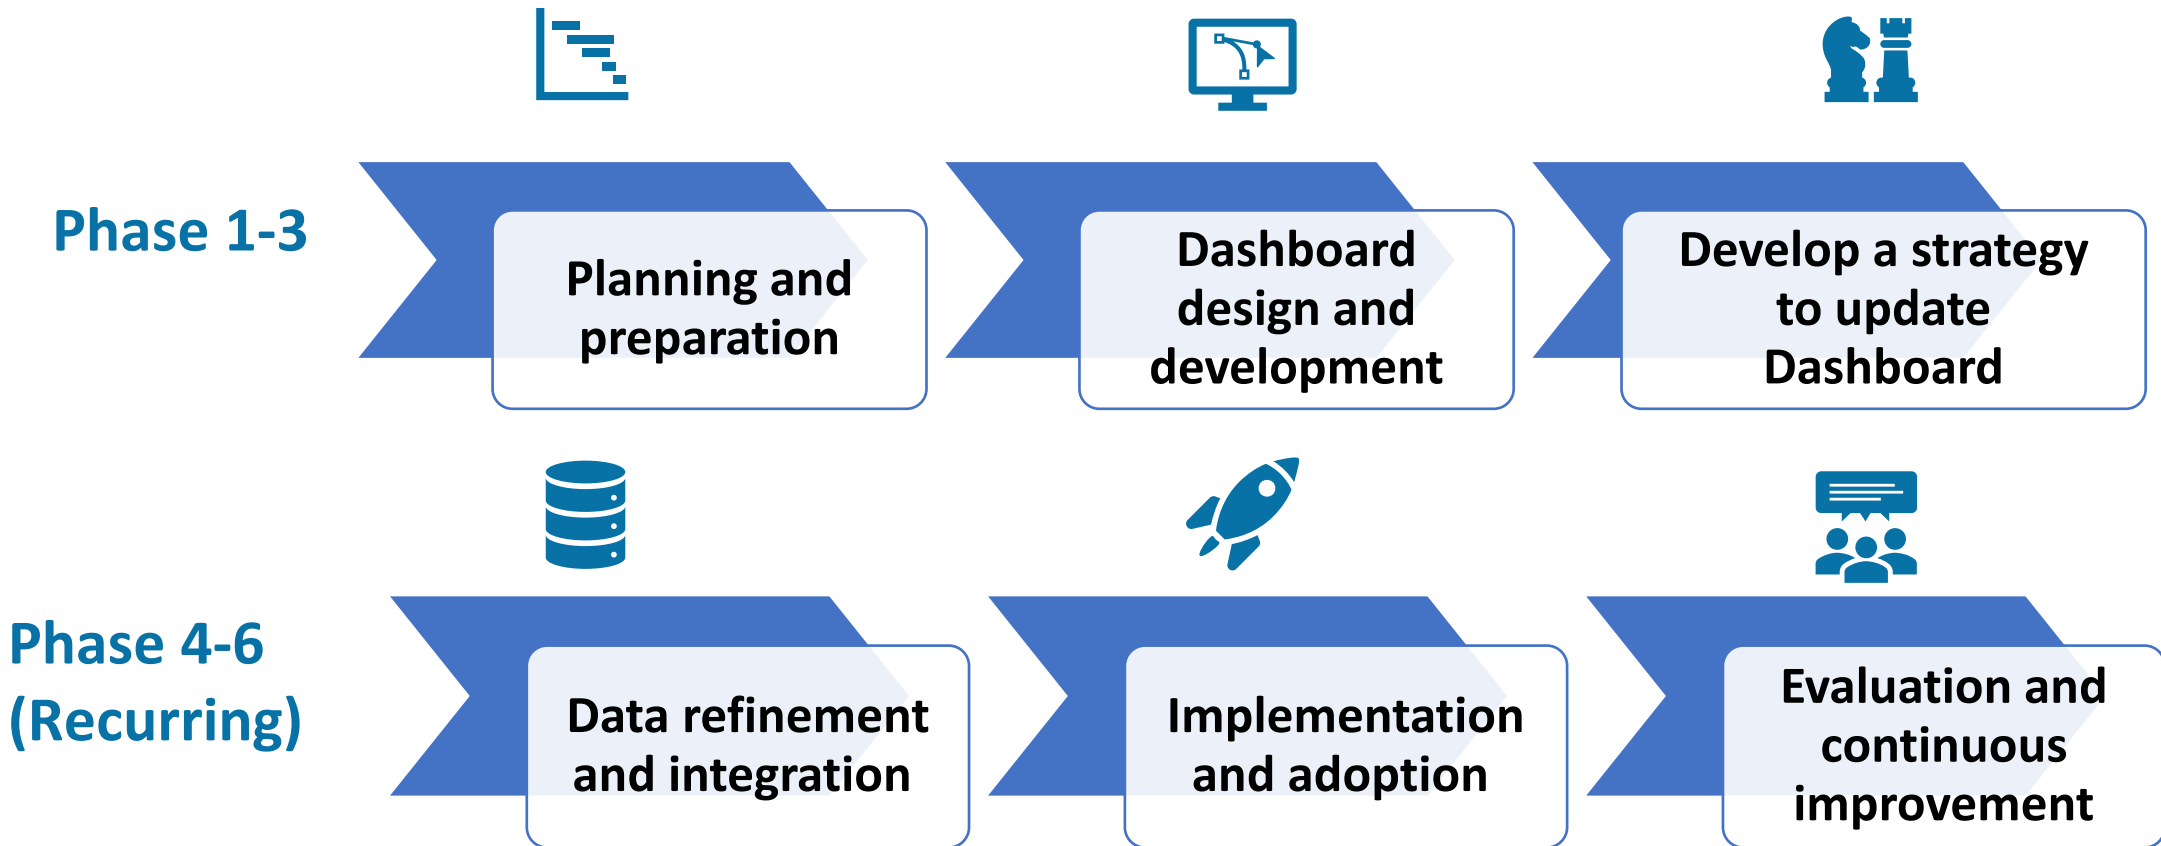 Phase 1-3
Planning and
preparation
Dashboard
design and
development
Develop a strategy
to update
Dashboard
Phase 4-6
(Recurring)
Data refinement
and integration
Implementation
and adoption
Evaluation and
continuous
improvement